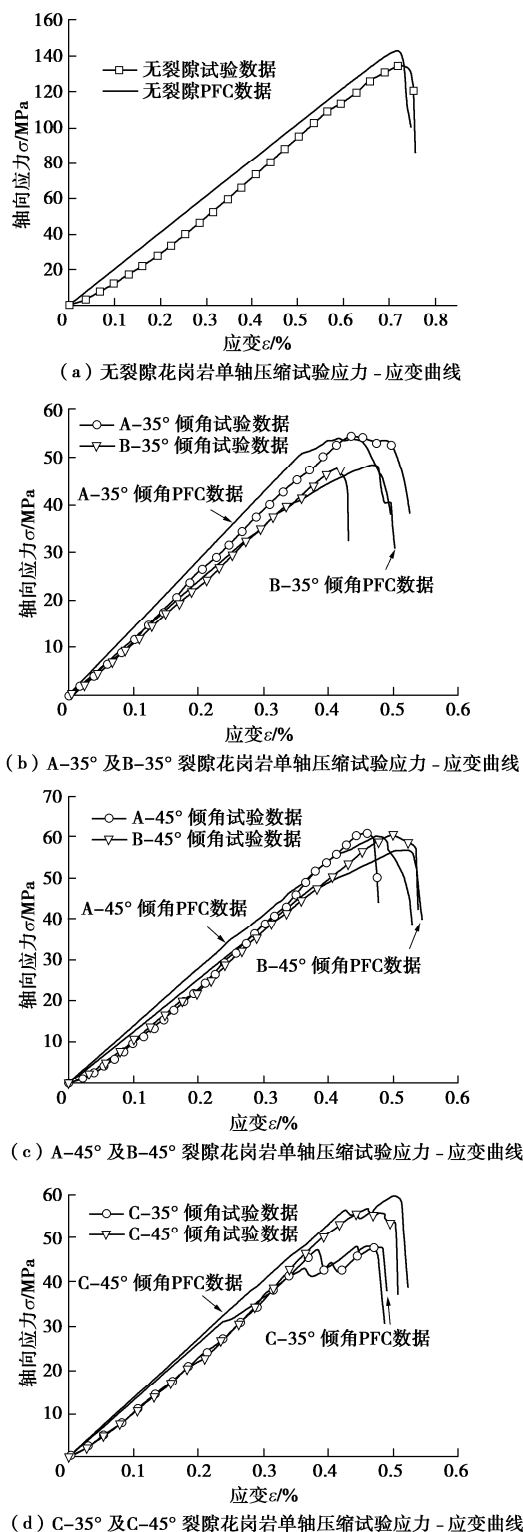 160
140
120
100
80
60
40
20
0
轴向应力σ/MPa
无裂隙试验数据
无裂隙PFC数据
0.1 0.2 0.3 0.4 0.5 0.6 0.7 0.8
应变ε/%
（a）无裂隙花岗岩单轴压缩试验应力–应变曲线
60
50
40
30
20
10
0
轴向应力σ/MPa
A–35° 倾角试验数据
B–35° 倾角试验数据
A–35° 倾角PFC数据
B–35° 倾角PFC数据
0.1 0.2 0.3 0.4 0.5 0.6
应变ε/%
（b）A–35° 及B–35° 裂隙花岗岩单轴压缩试验应力–应变曲线
70
60
50
40
30
20
10
0
轴向应力σ/MPa
A–45° 倾角试验数据
B–45° 倾角试验数据
A–45° 倾角PFC数据
B–45° 倾角PFC数据
0.1 0.2 0.3 0.4 0.5 0.6
应变ε/%
（c）A–45° 及B–45° 裂隙花岗岩单轴压缩试验应力–应变曲线
60
50
40
30
20
10
0
轴向应力σ/MPa
C–35° 倾角试验数据
C–45° 倾角试验数据
C–45° 倾角PFC数据
C–35° 倾角PFC数据
0.1 0.2 0.3 0.4 0.5 0.6
应变ε/%
（d）C–35° 及C–45° 裂隙花岗岩单轴压缩试验应力–应变曲线